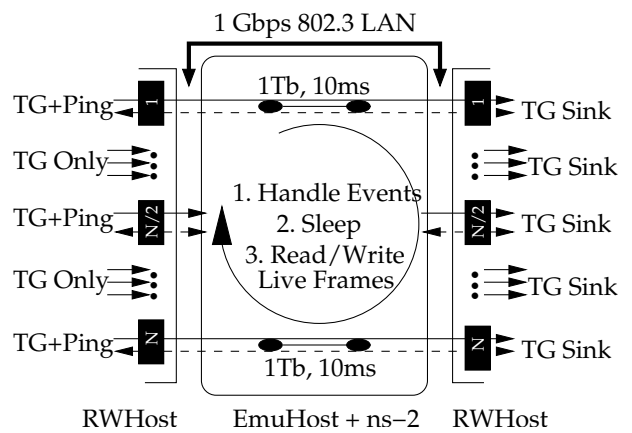 1 Gbps 802.3 LAN
TG+Ping
1
1Tb, 10ms
1
TG Sink
TG Only
TG Sink
1. Handle Events
TG+Ping
N/2
2. Sleep
N/2
TG Sink
3. Read/Write
Live Frames
TG Only
TG Sink
TG+Ping
N
1Tb, 10ms
N
TG Sink
RWHost
EmuHost + ns−2
RWHost